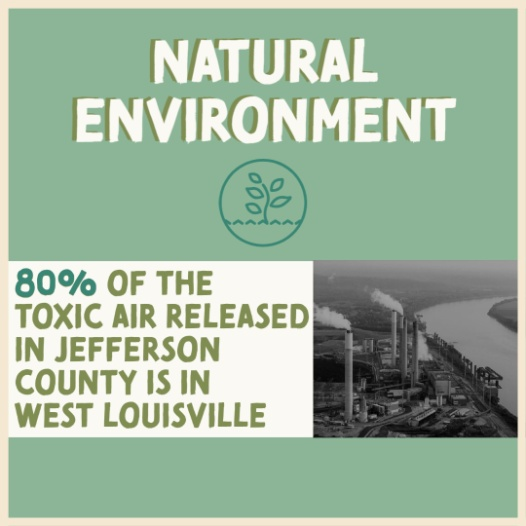 NATURAL
ENVIRONMENT
80% OF THE
TOXIC AIR RELEASED
IN JEFFERSON
COUNTY IS IN
WEST LOUISVILLE